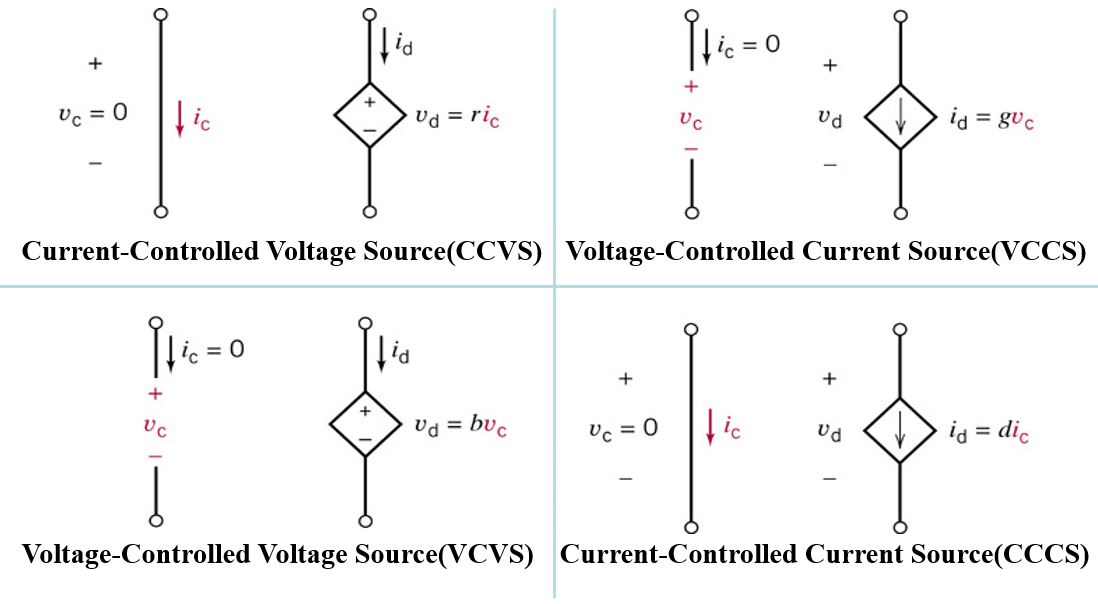 +
v_c = 0
−
i_c
i_d
+
−
v_d = ri_c
Current-Controlled Voltage Source(CCVS)
i_c = 0
+
v_c
−
+
v_d
−
i_d = gv_c
Voltage-Controlled Current Source(VCCS)
i_c = 0
+
v_c
−
i_d
+
−
v_d = bv_c
Voltage-Controlled Voltage Source(VCVS)
+
v_c = 0
−
i_c
+
v_d
−
i_d = di_c
Current-Controlled Current Source(CCCS)